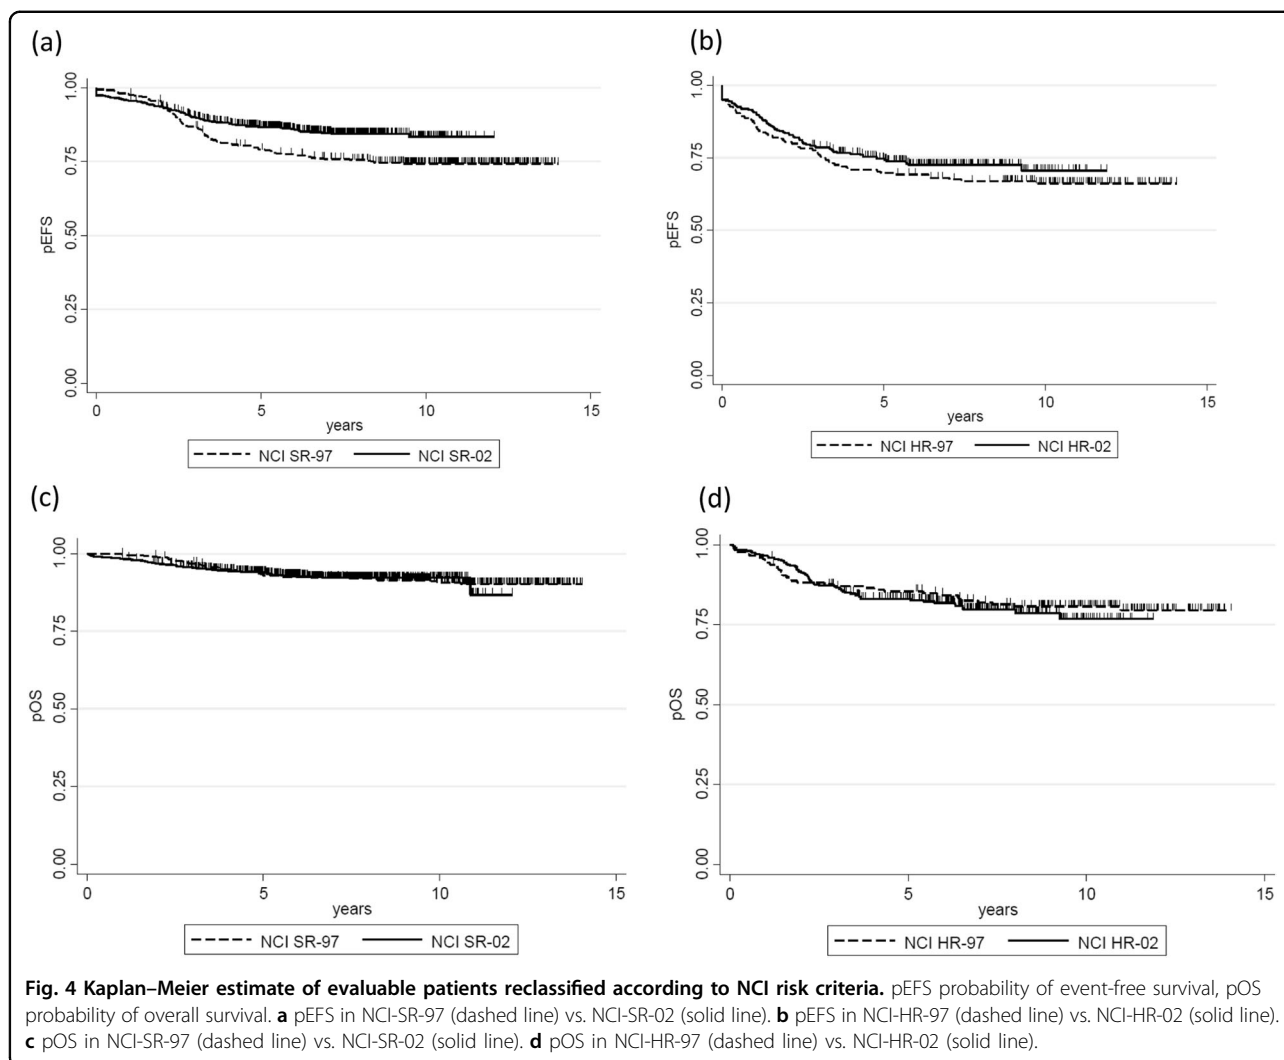 (a)
1.00
0.75
0.50
0.25
0.00
pEFS
0 5 10 15
years
NCI SR-97 NCI SR-02
(b)
1.00
0.75
0.50
0.25
0.00
pEFS
0 5 10 15
years
NCI HR-97 NCI HR-02
(c)
1.00
0.75
0.50
0.25
0.00
pOS
0 5 10 15
years
NCI SR-97 NCI SR-02
(d)
1.00
0.75
0.50
0.25
0.00
pOS
0 5 10 15
years
NCI HR-97 NCI HR-02
Fig. 4 Kaplan–Meier estimate of evaluable patients reclassified according to NCI risk criteria. pEFS probability of event-free survival, pOS
probability of overall survival. a pEFS in NCI-SR-97 (dashed line) vs. NCI-SR-02 (solid line). b pEFS in NCI-HR-97 (dashed line) vs. NCI-HR-02 (solid line).
c pOS in NCI-SR-97 (dashed line) vs. NCI-SR-02 (solid line). d pOS in NCI-HR-97 (dashed line) vs. NCI-HR-02 (solid line).